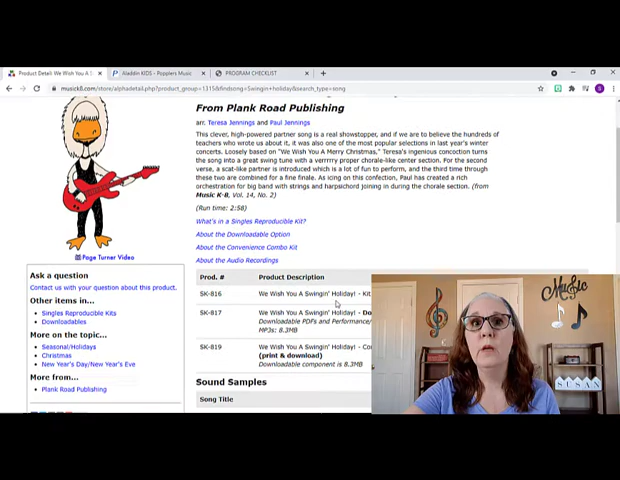 Product Detail: We Wish You A S
Aladdin KIDS - Popplers Music
PROGRAM CHECKLIST
musick8.com/store/alphadetail.php?product_group=1315&findsong=Swingin'+holiday&search_type=song
From Plank Road Publishing
arr. Teresa Jennings and Paul Jennings
This clever, high-powered partner song is a real showstopper, and if we are to believe the hundreds of
teachers who wrote us about it, it was also one of the most popular selections in last year's winter
concerts. Loosely based on "We Wish You A Merry Christmas," Teresa's ingenious concoction turns
the song into a great swing tune with a verrrrry proper chorale-like center section. For the second
verse, a scat-like partner is introduced which is a lot of fun to perform, and the third time through
these two are combined for a fine finale. As icing on this confection, Paul has created a rich
orchestration for big band with strings and harpsichord joining in during the chorale section. (from
Music K-8, Vol. 14, No. 2)
(Run time: 2:58)
What's in a Singles Reproducible Kit?
About the Downloadable Option
About the Convenience Combo Kit
About the Audio Recordings
Page Turner Video
Ask a question
Contact us with your question about this product.
Other items in...
Singles Reproducible Kits
Downloadables
More on the topic...
Seasonal/Holidays
Christmas
New Year's Day/New Year's Eve
More from...
Plank Road Publishing
Prod. # Product Description
SK-816 We Wish You A Swingin' Holiday! - Kit
SK-817 We Wish You A Swingin' Holiday! - Do
Downloadable PDFs and Performance/
MP3s: 8.3MB
SK-819 We Wish You A Swingin' Holiday! - Co
(print & download)
Downloadable component is 8.3MB
Sound Samples
Song Title
Music
SUSAN